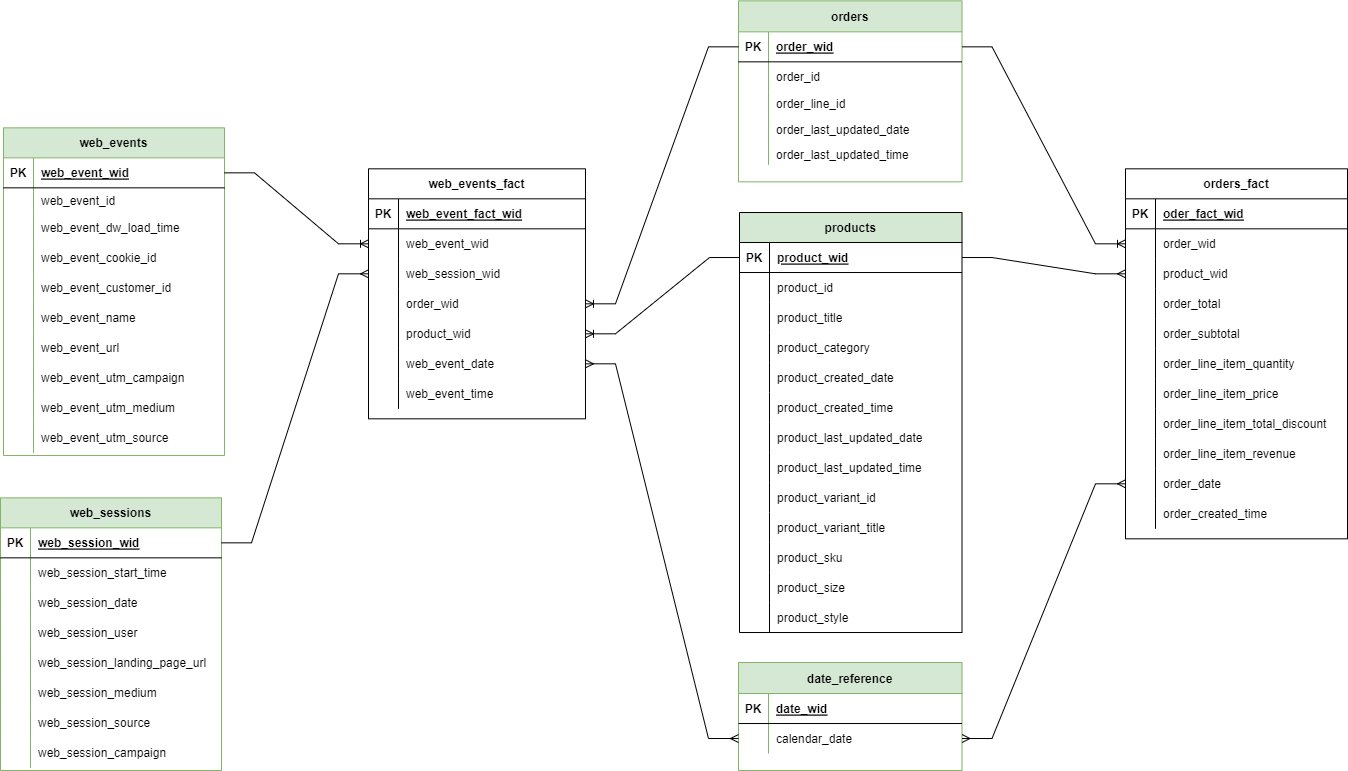 web_events
PK web_event_wid
web_event_id
web_event_dw_load_time
web_event_cookie_id
web_event_customer_id
web_event_name
web_event_url
web_event_utm_campaign
web_event_utm_medium
web_event_utm_source
web_sessions
PK web_session_wid
web_session_start_time
web_session_date
web_session_user
web_session_landing_page_url
web_session_medium
web_session_source
web_session_campaign
web_events_fact
PK web_event_fact_wid
web_event_wid
web_session_wid
order_wid
product_wid
web_event_date
web_event_time
orders
PK order_wid
order_id
order_line_id
order_last_updated_date
order_last_updated_time
products
PK product_wid
product_id
product_title
product_category
product_created_date
product_created_time
product_last_updated_date
product_last_updated_time
product_variant_id
product_variant_title
product_sku
product_size
product_style
date_reference
PK date_wid
calendar_date
orders_fact
PK oder_fact_wid
order_wid
product_wid
order_total
order_subtotal
order_line_item_quantity
order_line_item_price
order_line_item_total_discount
order_line_item_revenue
order_date
order_created_time